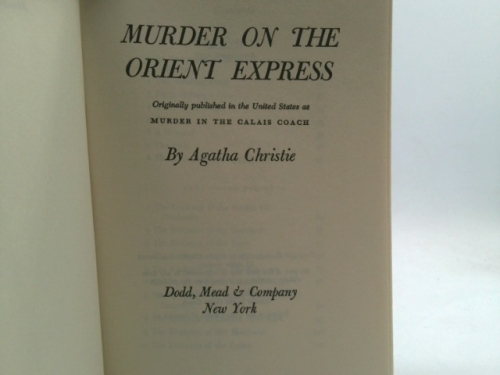 MURDER ON THE
ORIENT EXPRESS
Originally published in the United States as
MURDER IN THE CALAIS COACH
By Agatha Christie
Dodd, Mead & Company
New York